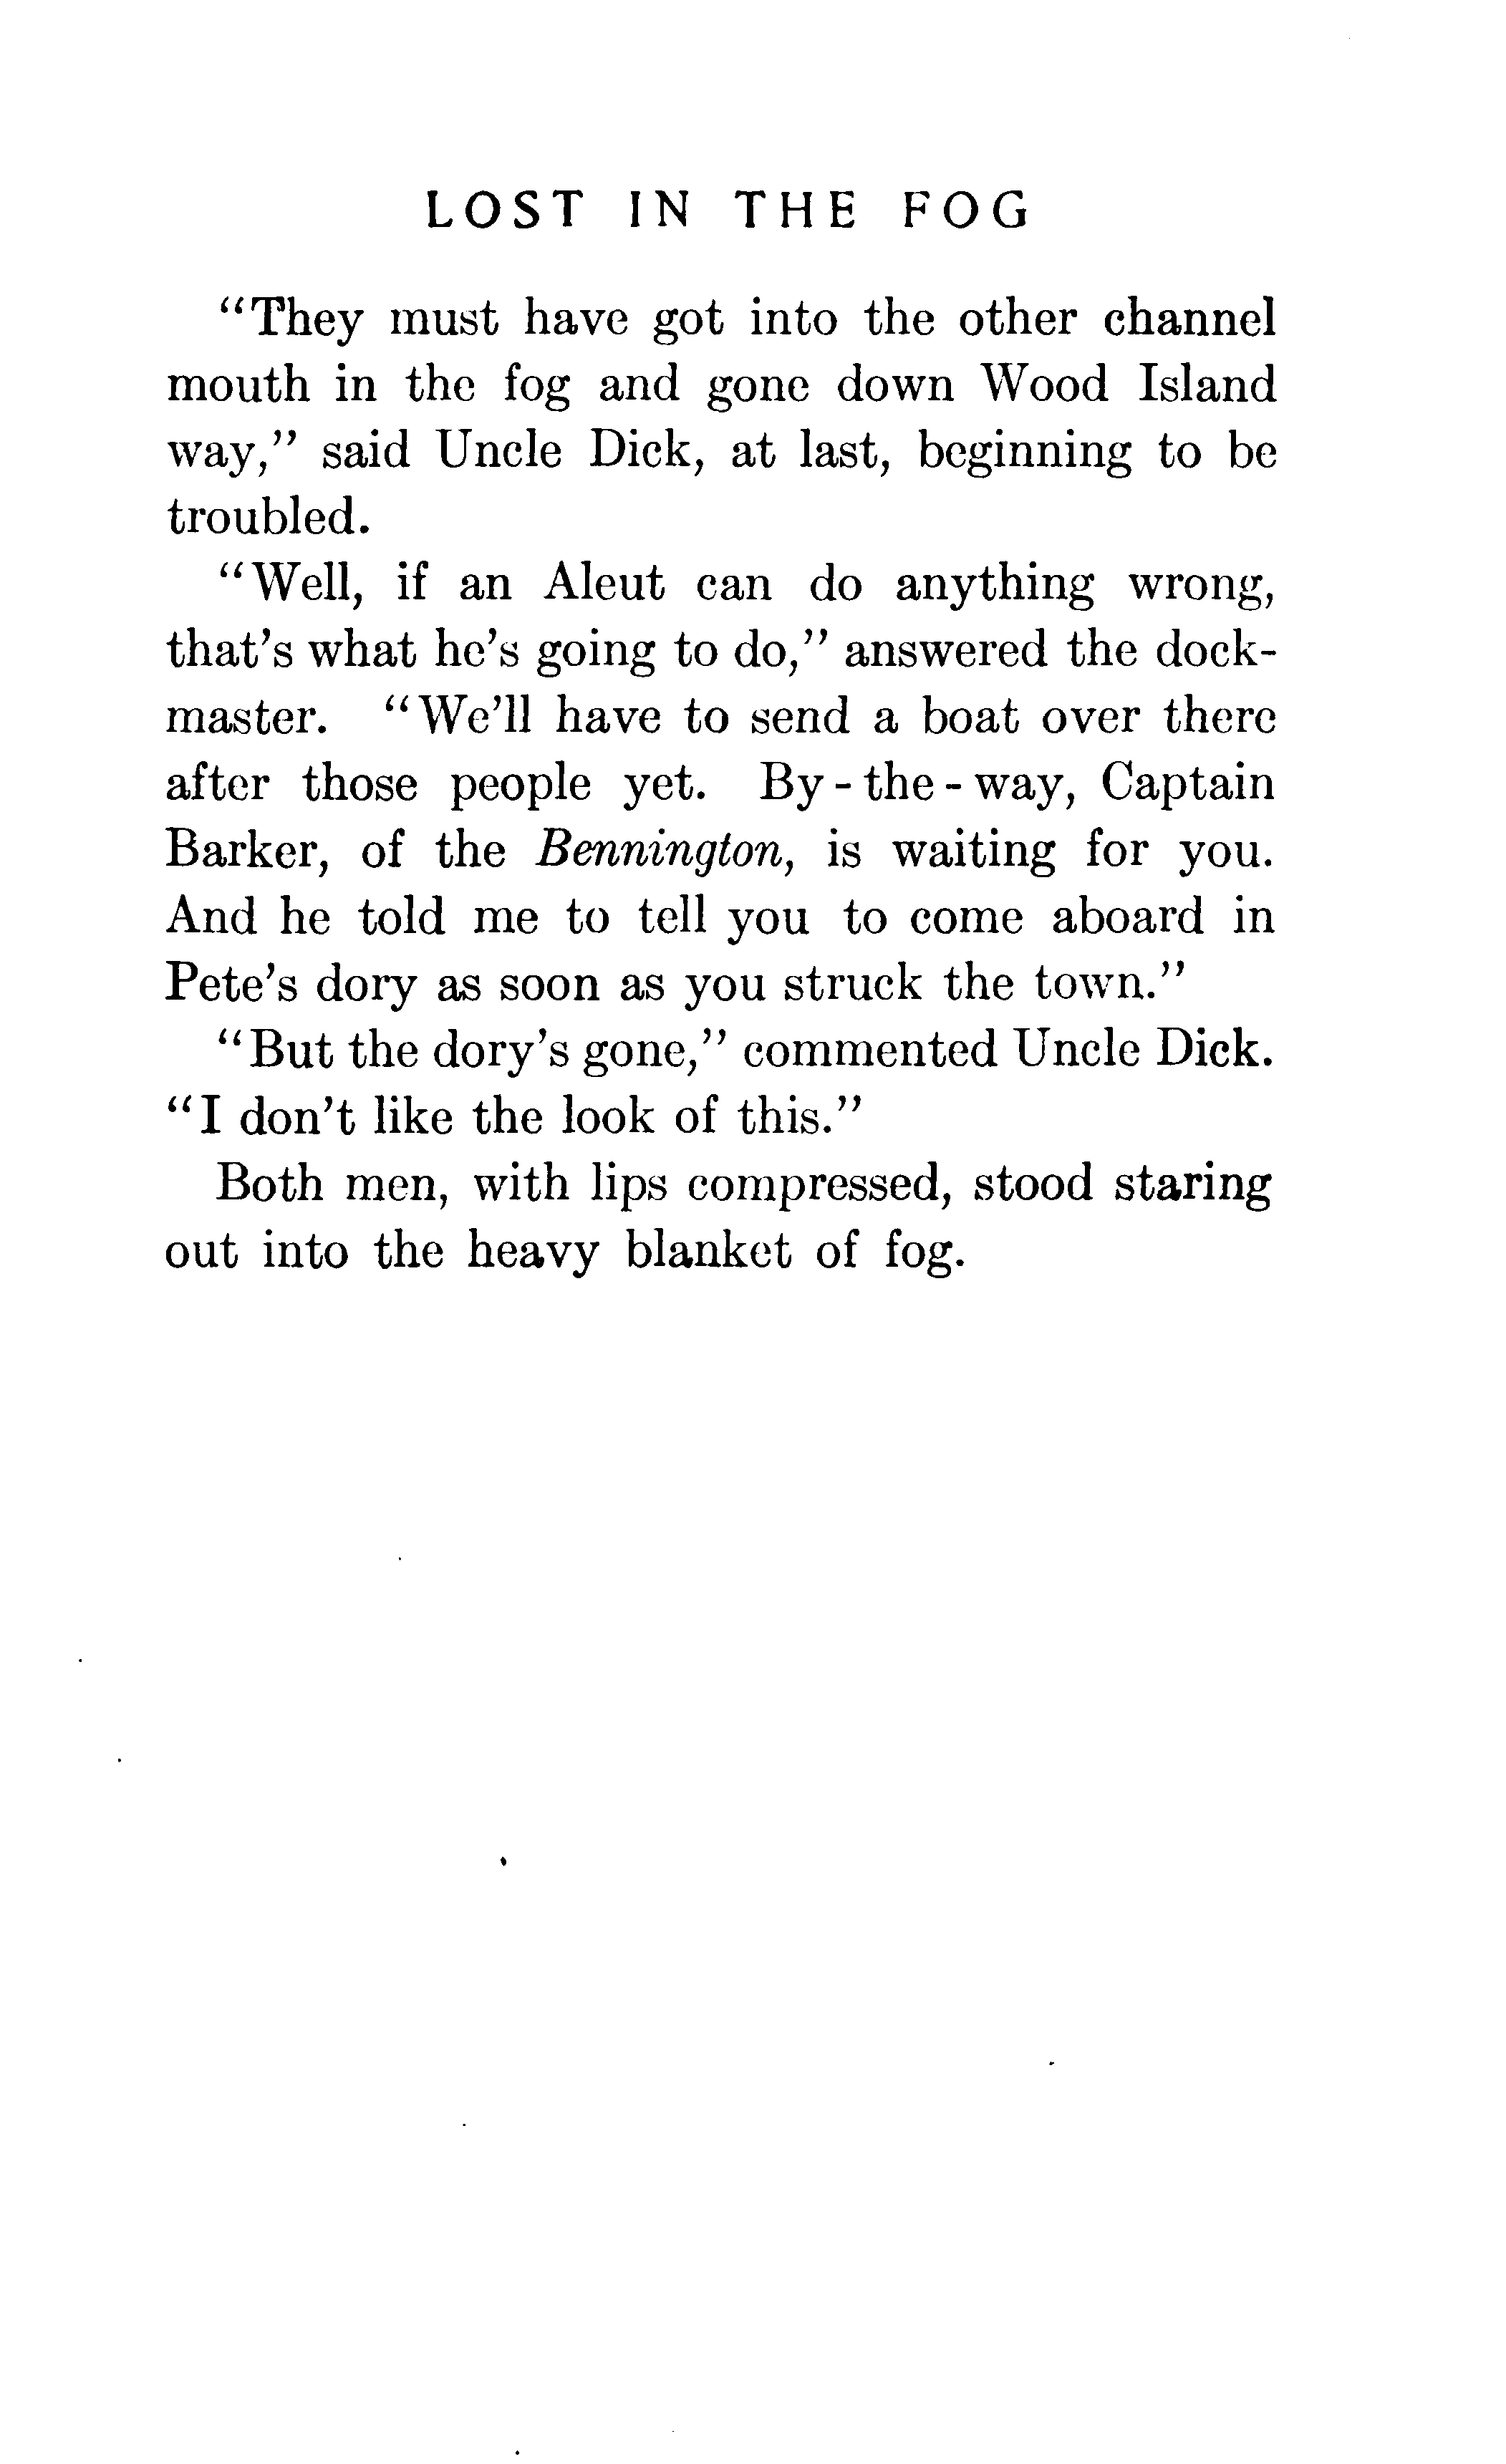 LOST IN THE FOG
“They must have got into the other channel
mouth in the fog and gone down Wood Island
way,” said Uncle Dick, at last, beginning to be
troubled.
“Well, if an Aleut can do anything wrong,
that’s what he’s going to do,” answered the dock-
master. “We’ll have to send a boat over there
after those people yet. By-the-way, Captain
Barker, of the Bennington, is waiting for you.
And he told me to tell you to come aboard in
Pete’s dory as soon as you struck the town.”
“But the dory’s gone,” commented Uncle Dick.
“I don’t like the look of this.”
Both men, with lips compressed, stood staring
out into the heavy blanket of fog.